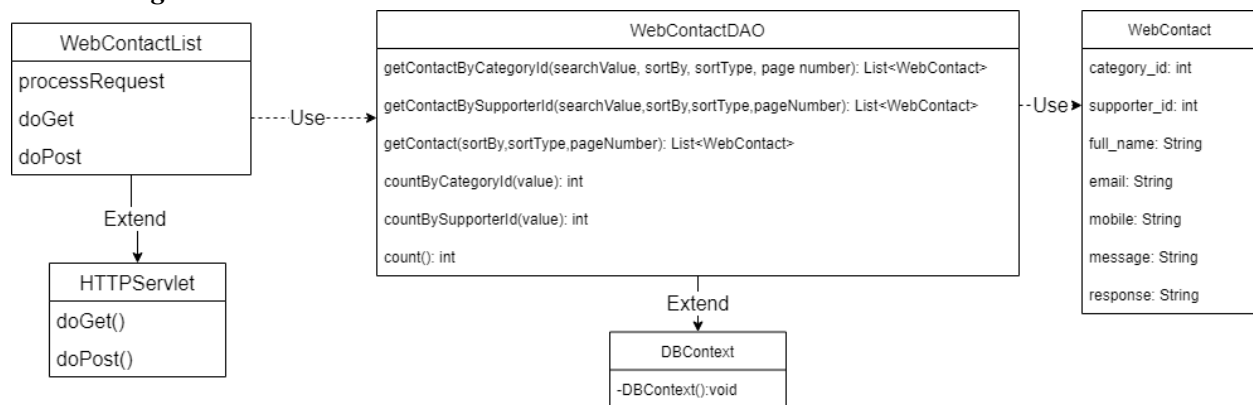 WebContactList
processRequest
doGet
doPost
Use
Extend
HTTPServlet
doGet()
doPost()
WebContactDAO
getContactByCategoryId(searchValue, sortBy, sortType, page number): List<WebContact>
getContactBySupporterId(searchValue,sortBy,sortType,pageNumber): List<WebContact>
getContact(sortBy,sortType,pageNumber): List<WebContact>
countByCategoryId(value): int
countBySupporterId(value): int
count(): int
Extend
DBContext
-DBContext():void
Use
WebContact
category_id: int
supporter_id: int
full_name: String
email: String
mobile: String
message: String
response: String